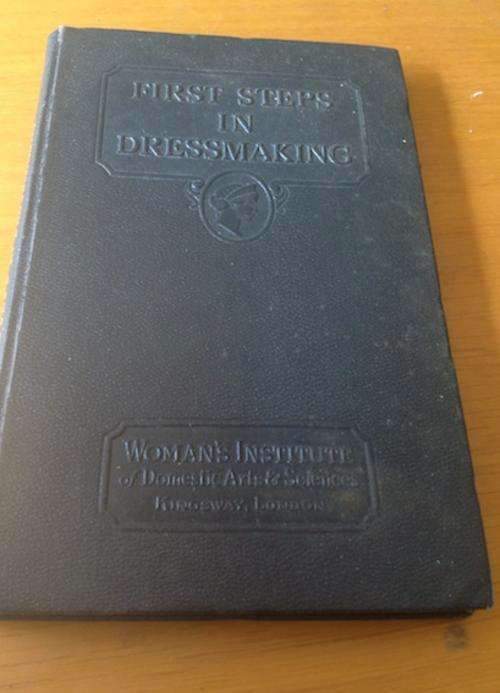 FIRST STEPS
IN
DRESSMAKING
WOMAN'S INSTITUTE
of Domestic Arts & Sciences
KINGSWAY, LONDON